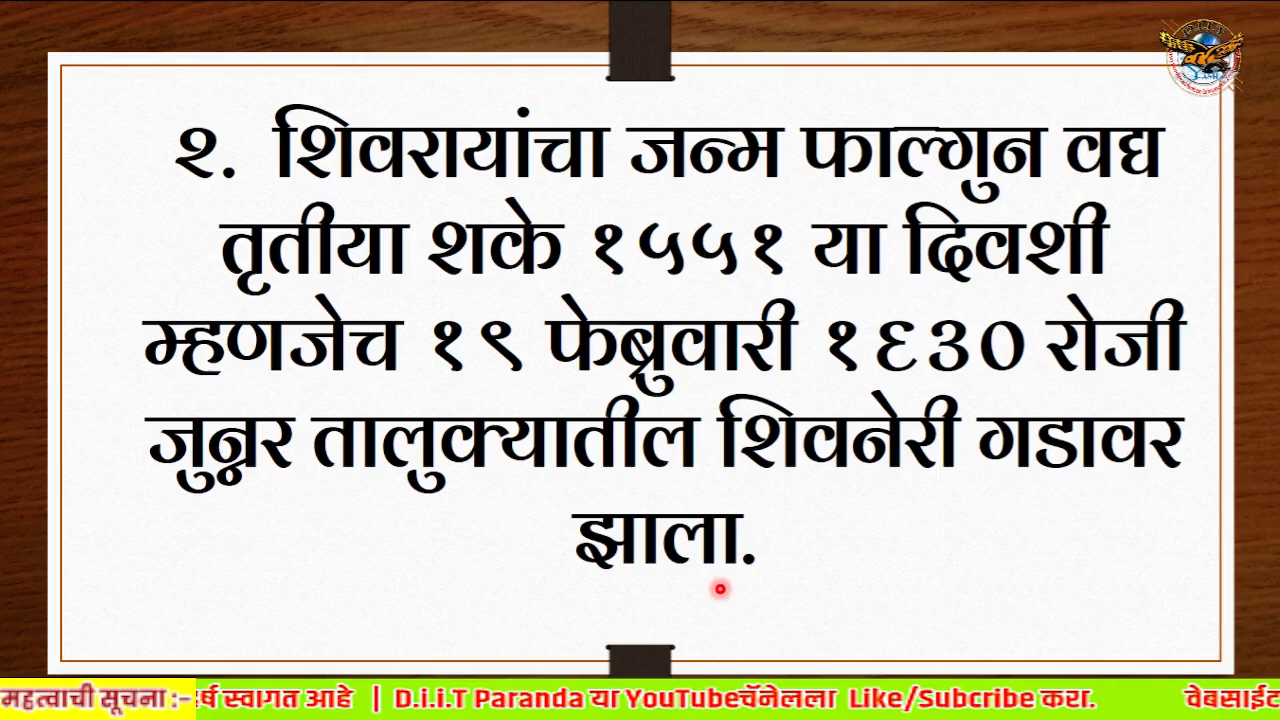 २. शिवरायांचा जन्म फाल्गुन वद्य
तृतीया शके १५५१ या दिवशी
म्हणजेच १९ फेब्रुवारी १६३० रोजी
जुन्नर तालुक्यातील शिवनेरी गडावर
झाला.
महत्वाची सूचना :- र्ष स्वागत आहे | D.i.i.T Paranda या YouTubeचॅनेलला Like/Subcribe करा. वेबसाईट